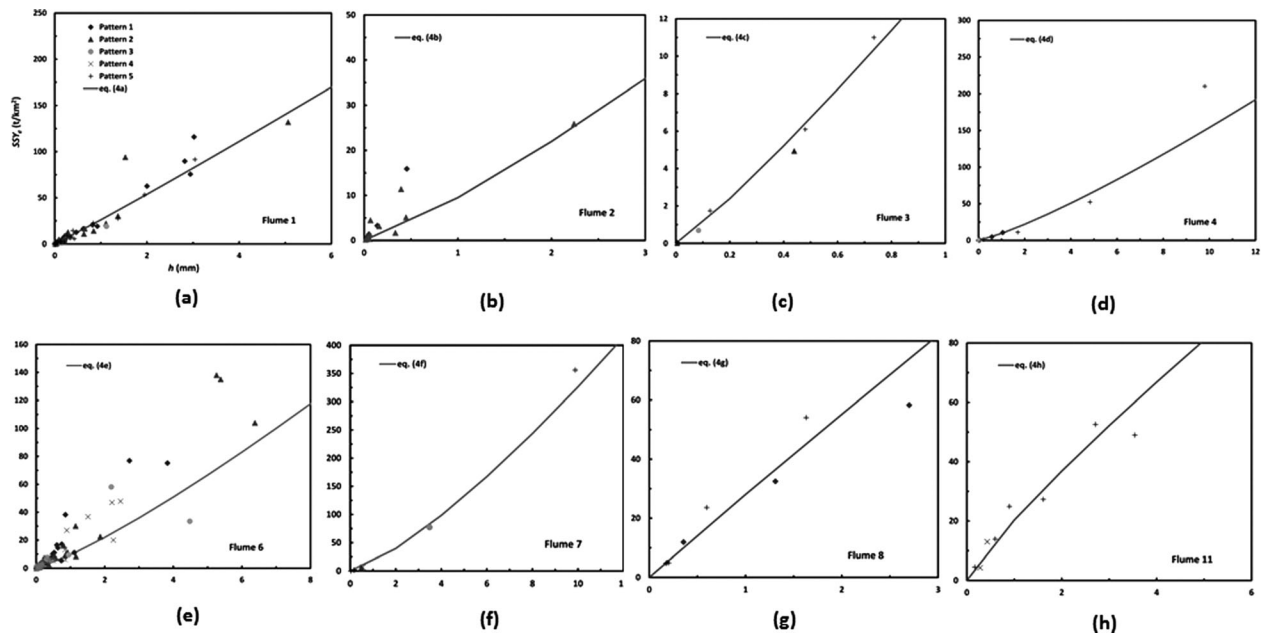 250
200
150
100
50
0
SSYe (t/km²)
Pattern 1
Pattern 2
Pattern 3
Pattern 4
Pattern 5
eq. (4a)
Flume 1
0 2 4 6
h (mm)
(a)
50
40
30
20
10
0
eq. (4b)
Flume 2
0 1 2 3
(b)
12
10
8
6
4
2
0
eq. (4c)
Flume 3
0 0.2 0.4 0.6 0.8 1
(c)
300
250
200
150
100
50
0
eq. (4d)
Flume 4
0 2 4 6 8 10 12
(d)
160
140
120
100
80
60
40
20
0
eq. (4e)
Flume 6
0 2 4 6 8
(e)
400
350
300
250
200
150
100
50
0
eq. (4f)
Flume 7
0 2 4 6 8 10 1
(f)
80
60
40
20
0
eq. (4g)
Flume 8
0 1 2 3
(g)
80
60
40
20
0
eq. (4h)
Flume 11
0 2 4 6
(h)